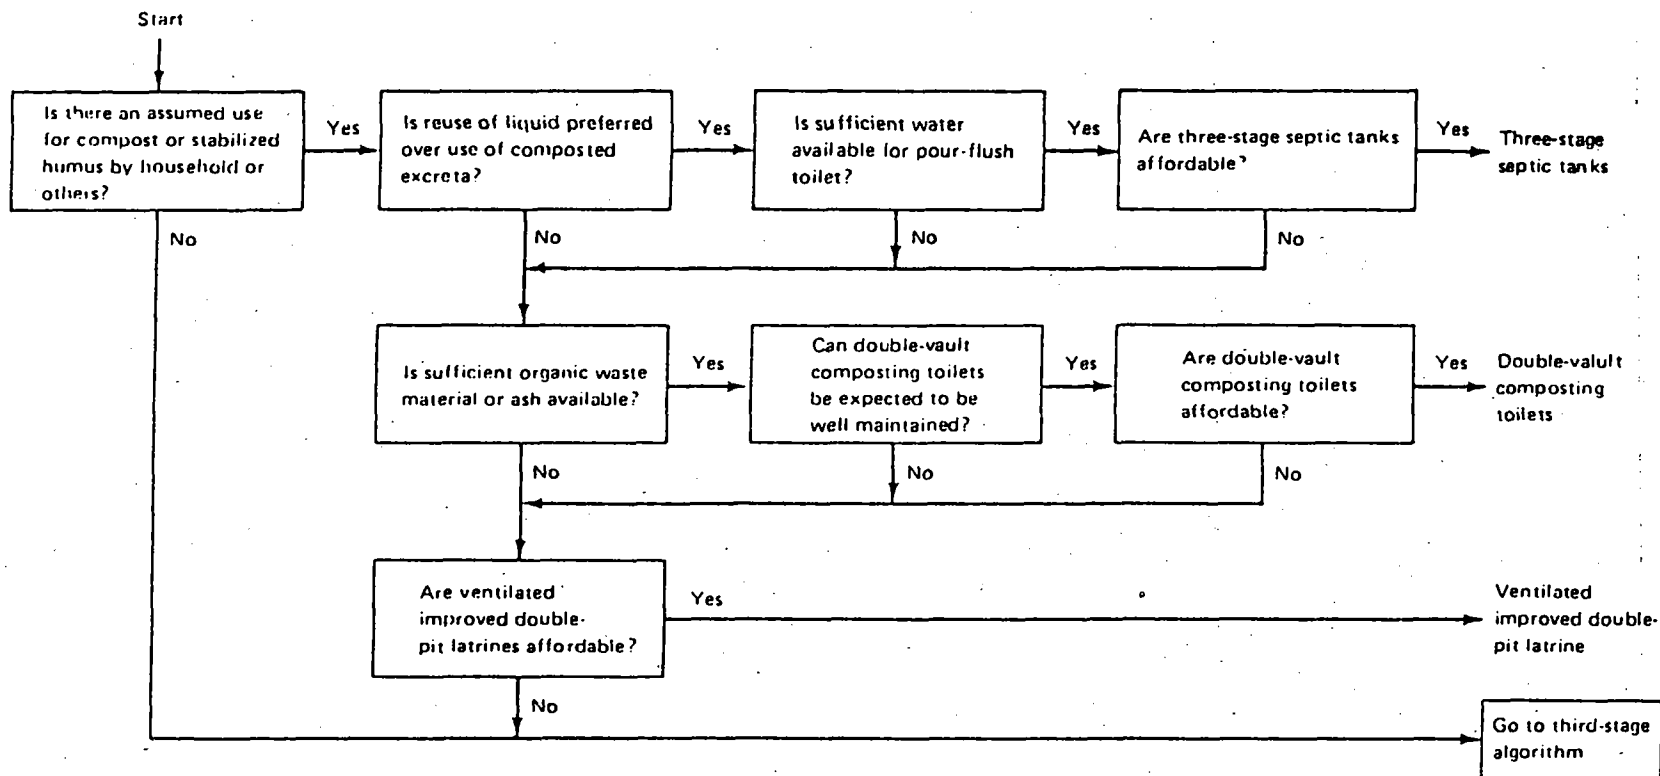 Start
Is there an assumed use
for compost or stabilized
humus by household or
others?
Yes
Is reuse of liquid preferred
over use of composted
excreta?
Yes
Is sufficient water
available for pour-flush
toilet?
Yes
Are three-stage septic tanks
affordable?
Yes
Three-stage
septic tanks
No
No
No
No
Is sufficient organic waste
material or ash available?
Yes
Can double-vault
composting toilets
be expected to be
well maintained?
Yes
Are double-vault
composting toilets
affordable?
Yes
Double-valult
composting
toilets
No
No
No
Are ventilated
improved double-
pit latrines affordable?
Yes
Ventilated
improved double-
pit latrine
No
Go to third-stage
algorithm